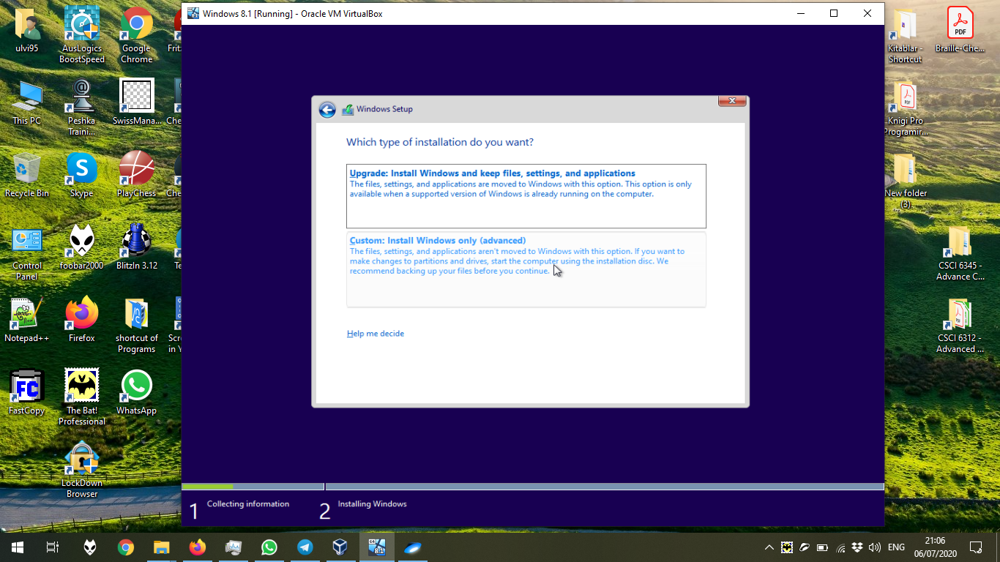 Windows 8.1 [Running] - Oracle VM VirtualBox
Windows Setup
Which type of installation do you want?
Upgrade: Install Windows and keep files, settings, and applications
The files, settings, and applications are moved to Windows with this option. This option is only
available when a supported version of Windows is already running on the computer.
Custom: Install Windows only (advanced)
The files, settings, and applications aren't moved to Windows with this option. If you want to
make changes to partitions and drives, start the computer using the installation disc. We
recommend backing up your files before you continue.
Help me decide
1 Collecting information
2 Installing Windows
ulvi95
AusLogics
BoostSpeed
Google
Chrome
Frit
This PC
Peshka
Traini...
SwissMana...
Che
Recycle Bin
Skype
PlayChess
Che
Control
Panel
foobar2000
BlitzIn 3.12
Te
Notepad++
Firefox
shortcut of
Programs
Scre
in Y
FC
FastCopy
The Bat!
Professional
WhatsApp
LockDown
Browser
Kitablar -
Shortcut
PDF
Braille-Che...
Knigi Pro
Programir...
New folder
(3)
CSCI 6345 -
Advance C...
CSCI 6312 -
Advanced ...
64
8.1
ENG
21:06
06/07/2020